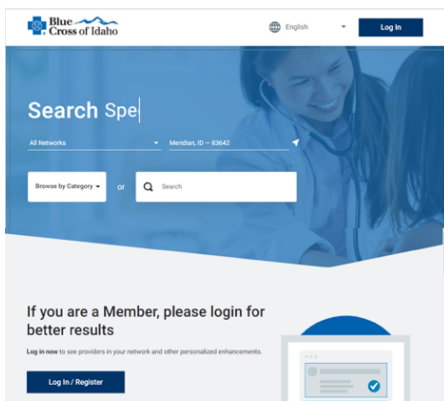 Blue
Cross of Idaho
English
Log In
Search Spe
All Networks
Meridian, ID – 83642
Browse by Category
or
Search
If you are a Member, please login for
better results
Log in now to see providers in your network and other personalized enhancements.
Log In / Register